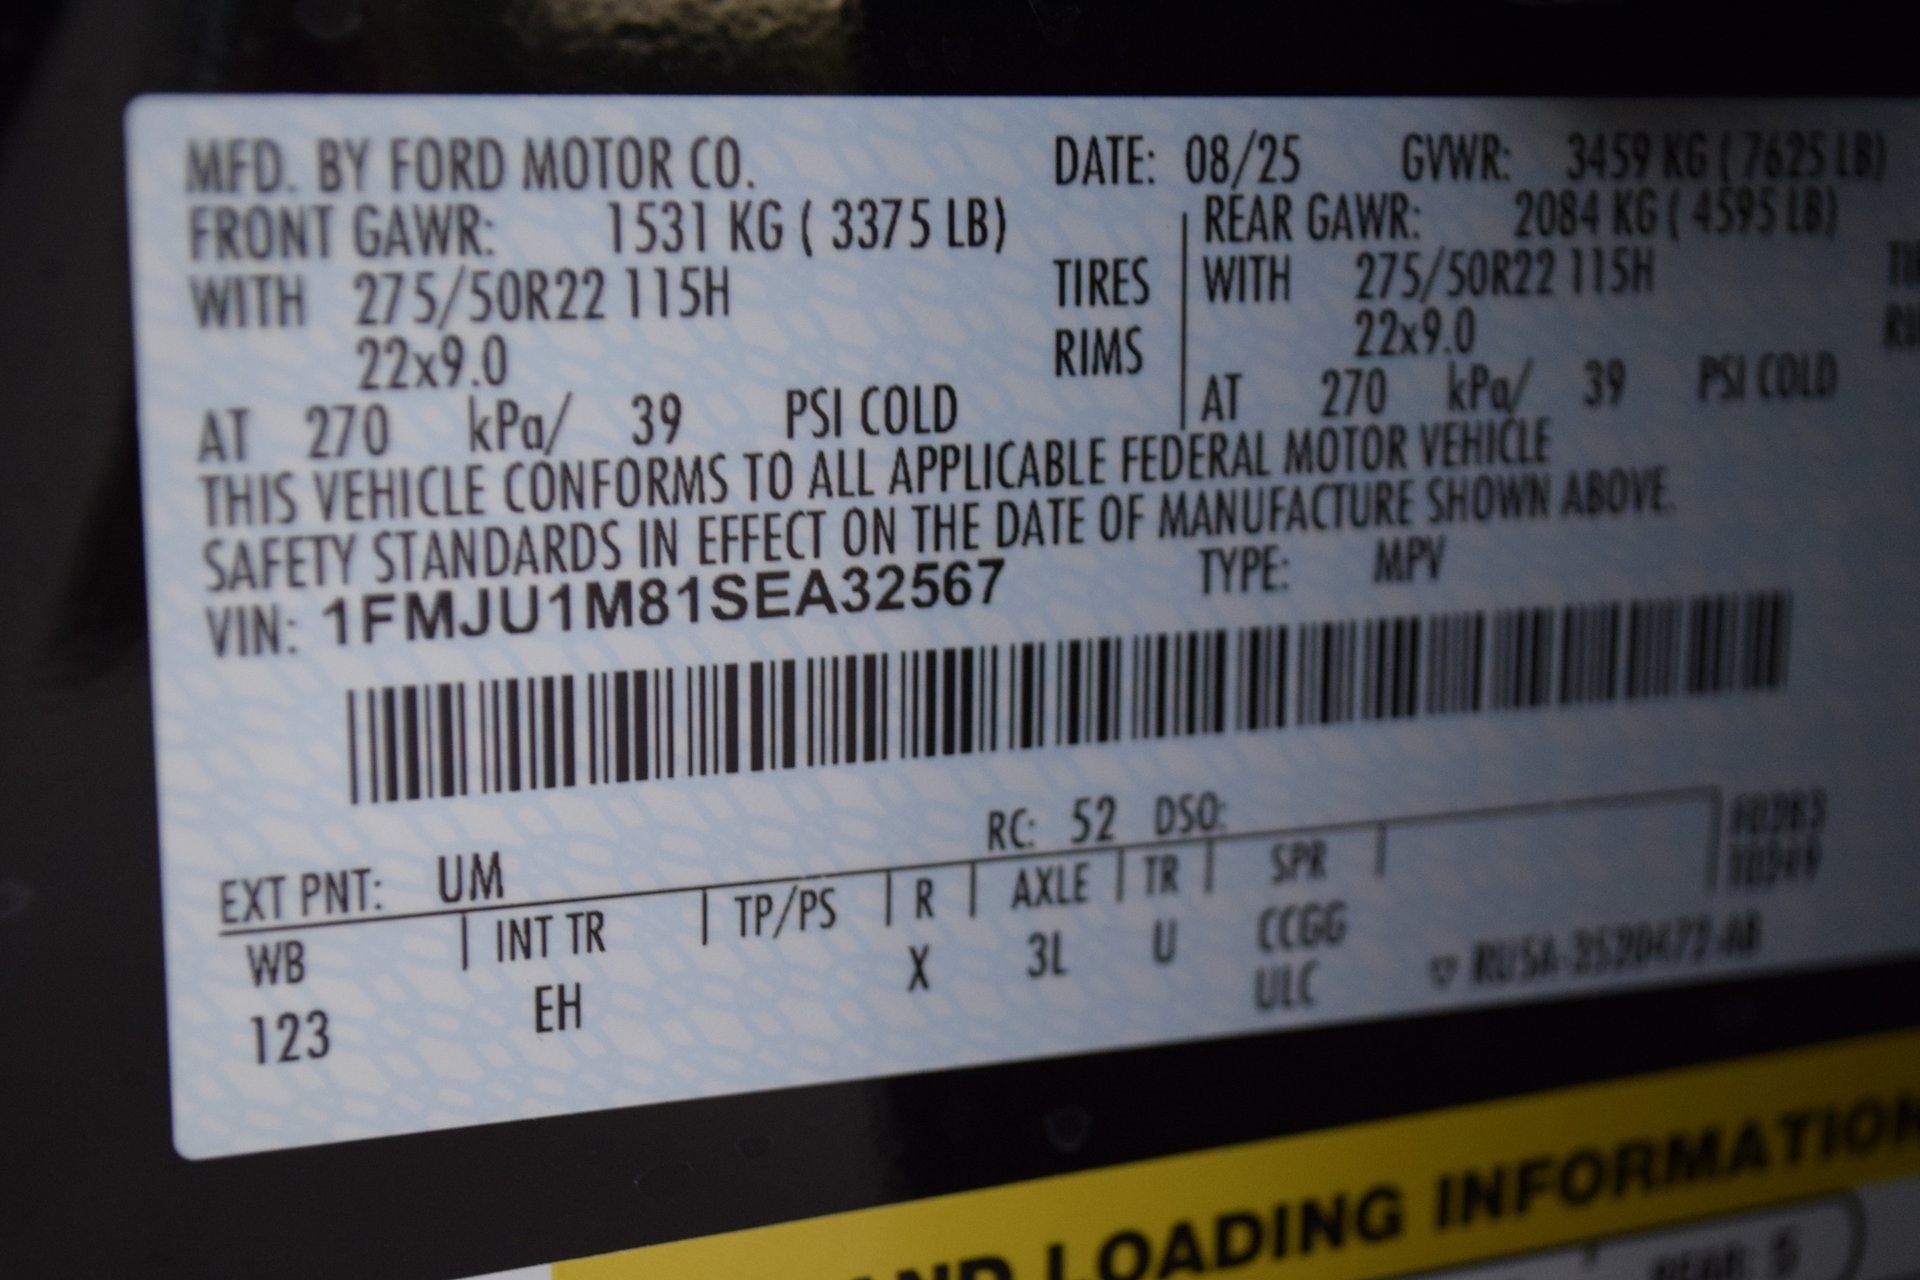 MFD. BY FORD MOTOR CO. DATE: 08/25 GVWR: 3459 KG ( 7625 LB)
FRONT GAWR: 1531 KG ( 3375 LB) REAR GAWR: 2084 KG ( 4595 LB)
WITH 275/50R22 115H TIRES WITH 275/50R22 115H
22x9.0 RIMS 22x9.0
AT 270 kPa/ 39 PSI COLD AT 270 kPa/ 39 PSI COLD
THIS VEHICLE CONFORMS TO ALL APPLICABLE FEDERAL MOTOR VEHICLE
SAFETY STANDARDS IN EFFECT ON THE DATE OF MANUFACTURE SHOWN ABOVE.
VIN: 1FMJU1M81SEA32567 TYPE: MPV
RC: 52 DSO:
EXT PNT: UM
WB INT TR TP/PS R AXLE TR SPR
123 EH X 3L U CCGG
ULC
LOADING INFORMATION